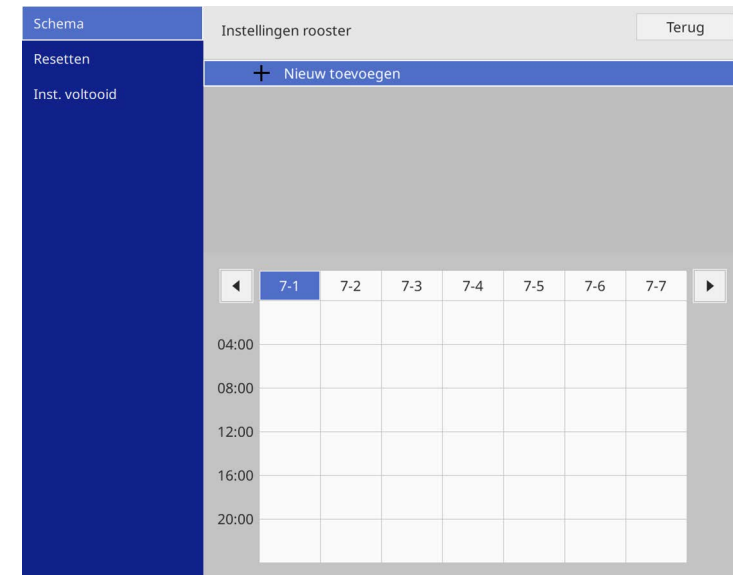 Schema
Resetten
Inst. voltooid
Instellingen rooster
Terug
Nieuw toevoegen
7-1 7-2 7-3 7-4 7-5 7-6 7-7
04:00
08:00
12:00
16:00
20:00